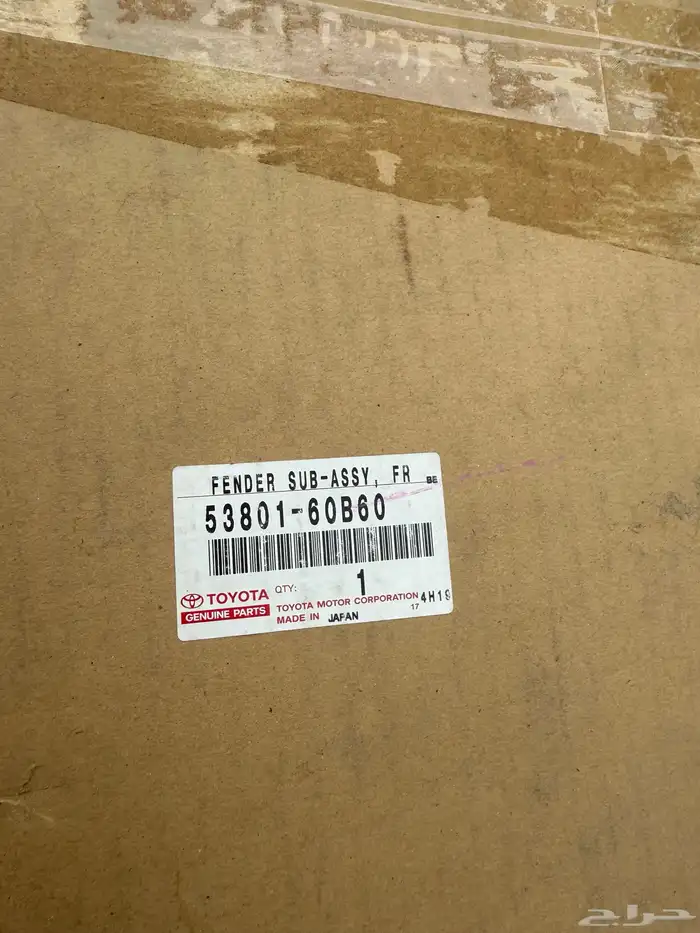 FENDER SUB-ASSY, FR BE
53801-60B60
TOYOTA QTY: 1
GENUINE PARTS TOYOTA MOTOR CORPORATION 17 4H19
MADE IN JAPAN
حراج